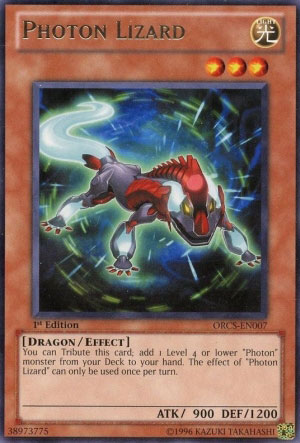 PHOTON LIZARD
LIGHT
光
1st Edition
ORCS-EN007
[DRAGON/EFFECT]
You can Tribute this card; add 1 Level 4 or lower "Photon"
monster from your Deck to your hand. The effect of "Photon
Lizard" can only be used once per turn.
ATK/ 900 DEF/1200
38973775
©1996 KAZUKI TAKAHASHI